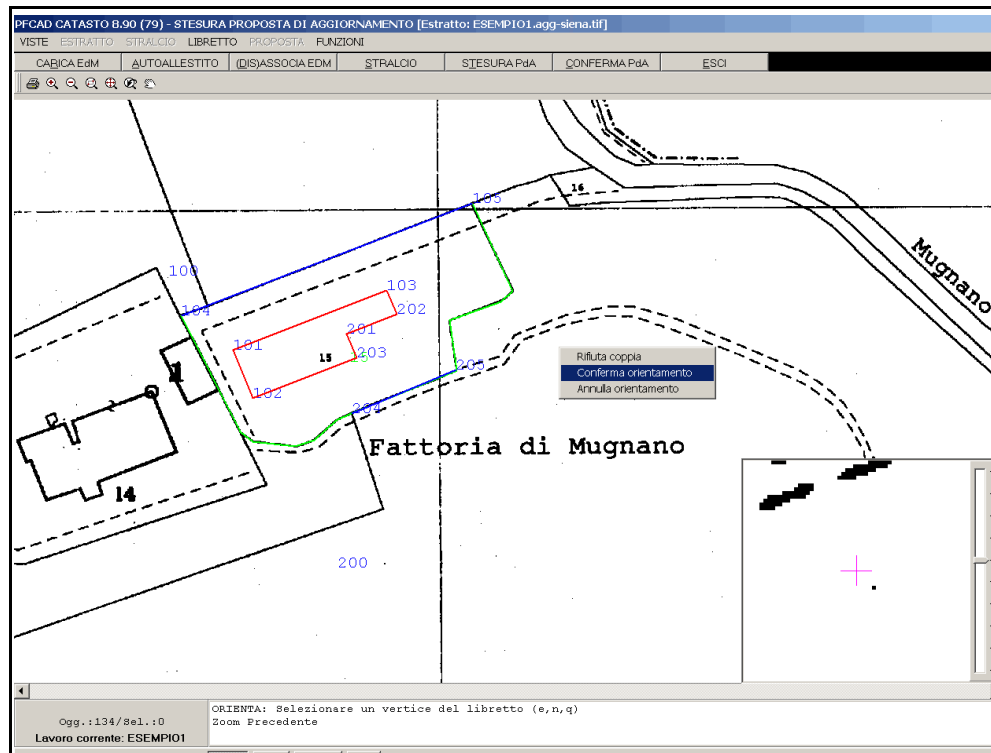 PFCAD CATASTO 8.90 (79) - STESURA PROPOSTA DI AGGIORNAMENTO [Estratto: ESEMPIO1.agg-siena.tif]
VISTE ESTRATTO STRALCIO LIBRETTO PROPOSTA FUNZIONI
CARICA EdM AUTOALLESTITO (DIS)ASSOCIA EDM STRALCIO STESURA PdA CONFERMA PdA ESCI
16
105
Mugnano
100
103
104
202
201
101
15
203
205
Rifiuta coppia
Conferma orientamento
Annulla orientamento
102
204
Fattoria di Mugnano
14
200
ORIENTA: Selezionare un vertice del libretto (e,n,q)
Zoom Precedente
Ogg.:134/Sel.:0
Lavoro corrente: ESEMPIO1